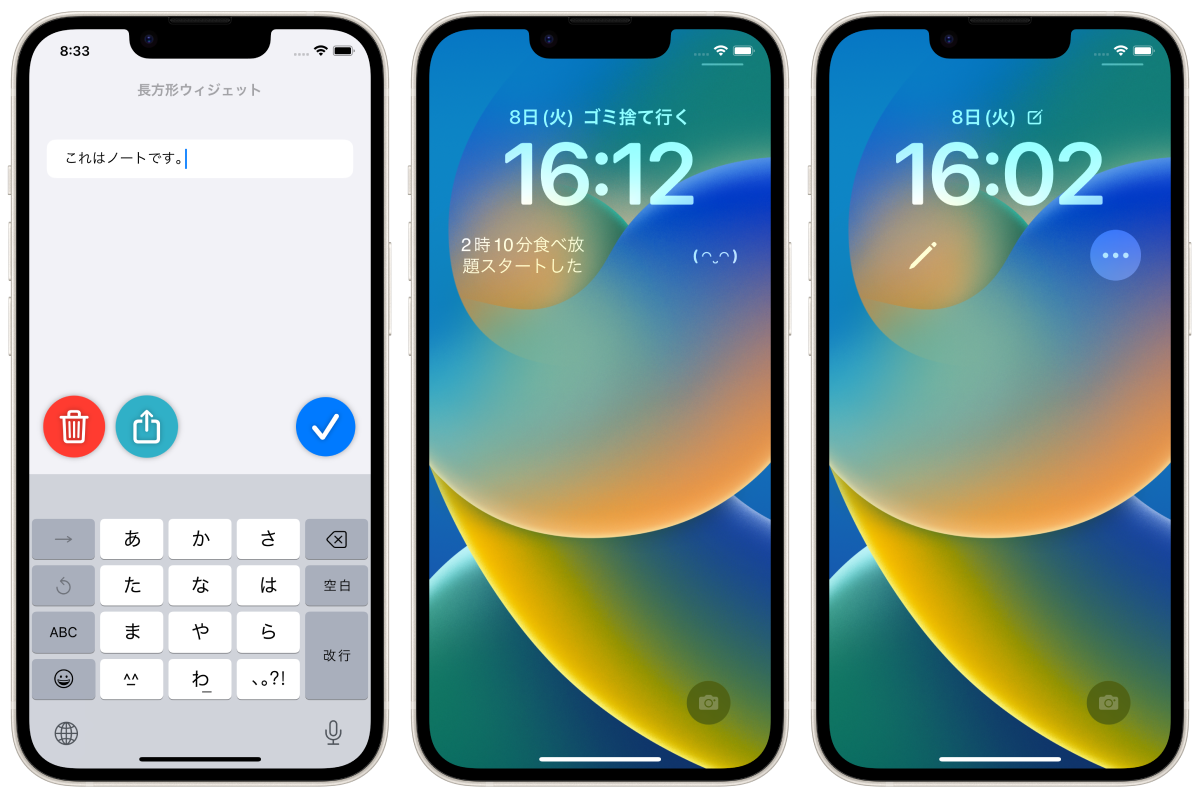 8:33
長方形ウィジェット
これはノートです。
→ あ か さ
た な は 空白
ABC ま や ら
^^ わ_ 、。?! 改行
8日(火) ゴミ捨て行く
16:12
2時10分食べ放
題スタートした
(◠‿◠)
8日(火)
16:02